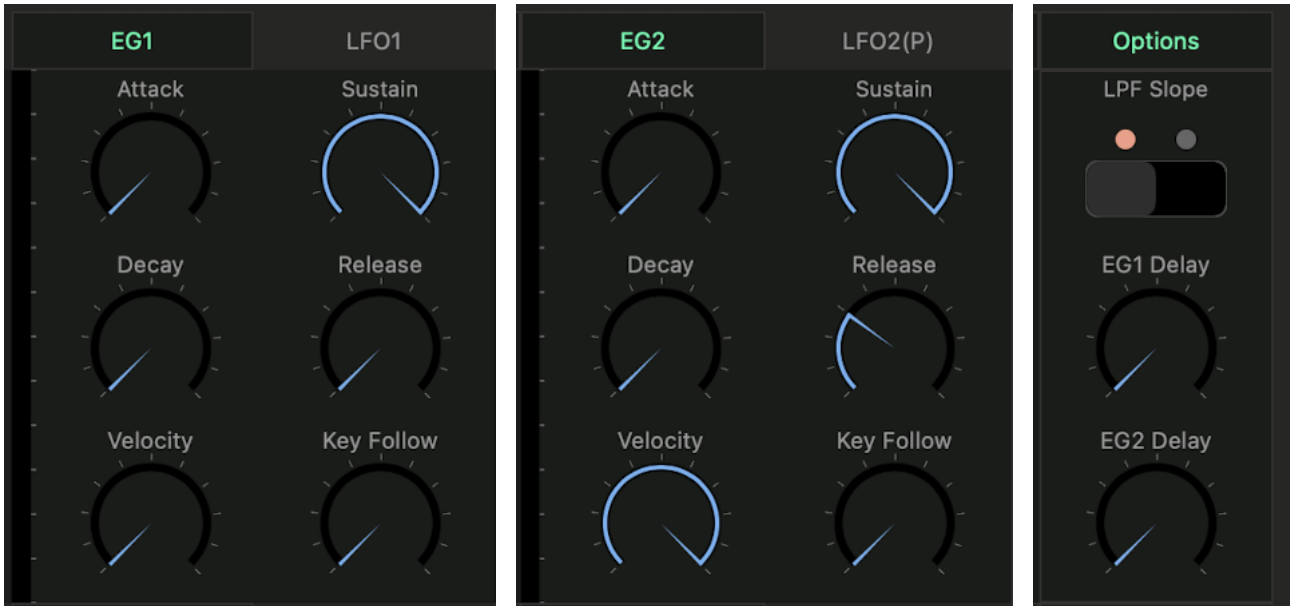 EG1 LFO1
Attack Sustain
Decay Release
Velocity Key Follow
EG2 LFO2(P)
Attack Sustain
Decay Release
Velocity Key Follow
Options
LPF Slope
EG1 Delay
EG2 Delay